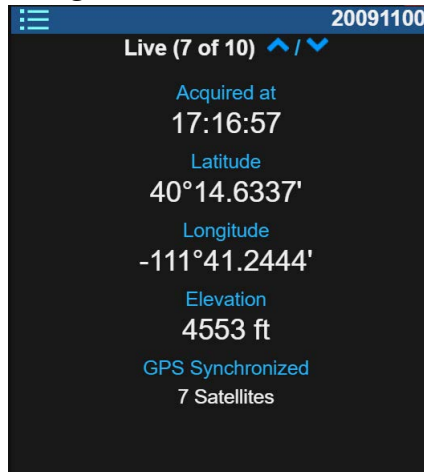 20091100
Live (7 of 10) /
Acquired at
17:16:57
Latitude
40°14.6337'
Longitude
-111°41.2444'
Elevation
4553 ft
GPS Synchronized
7 Satellites